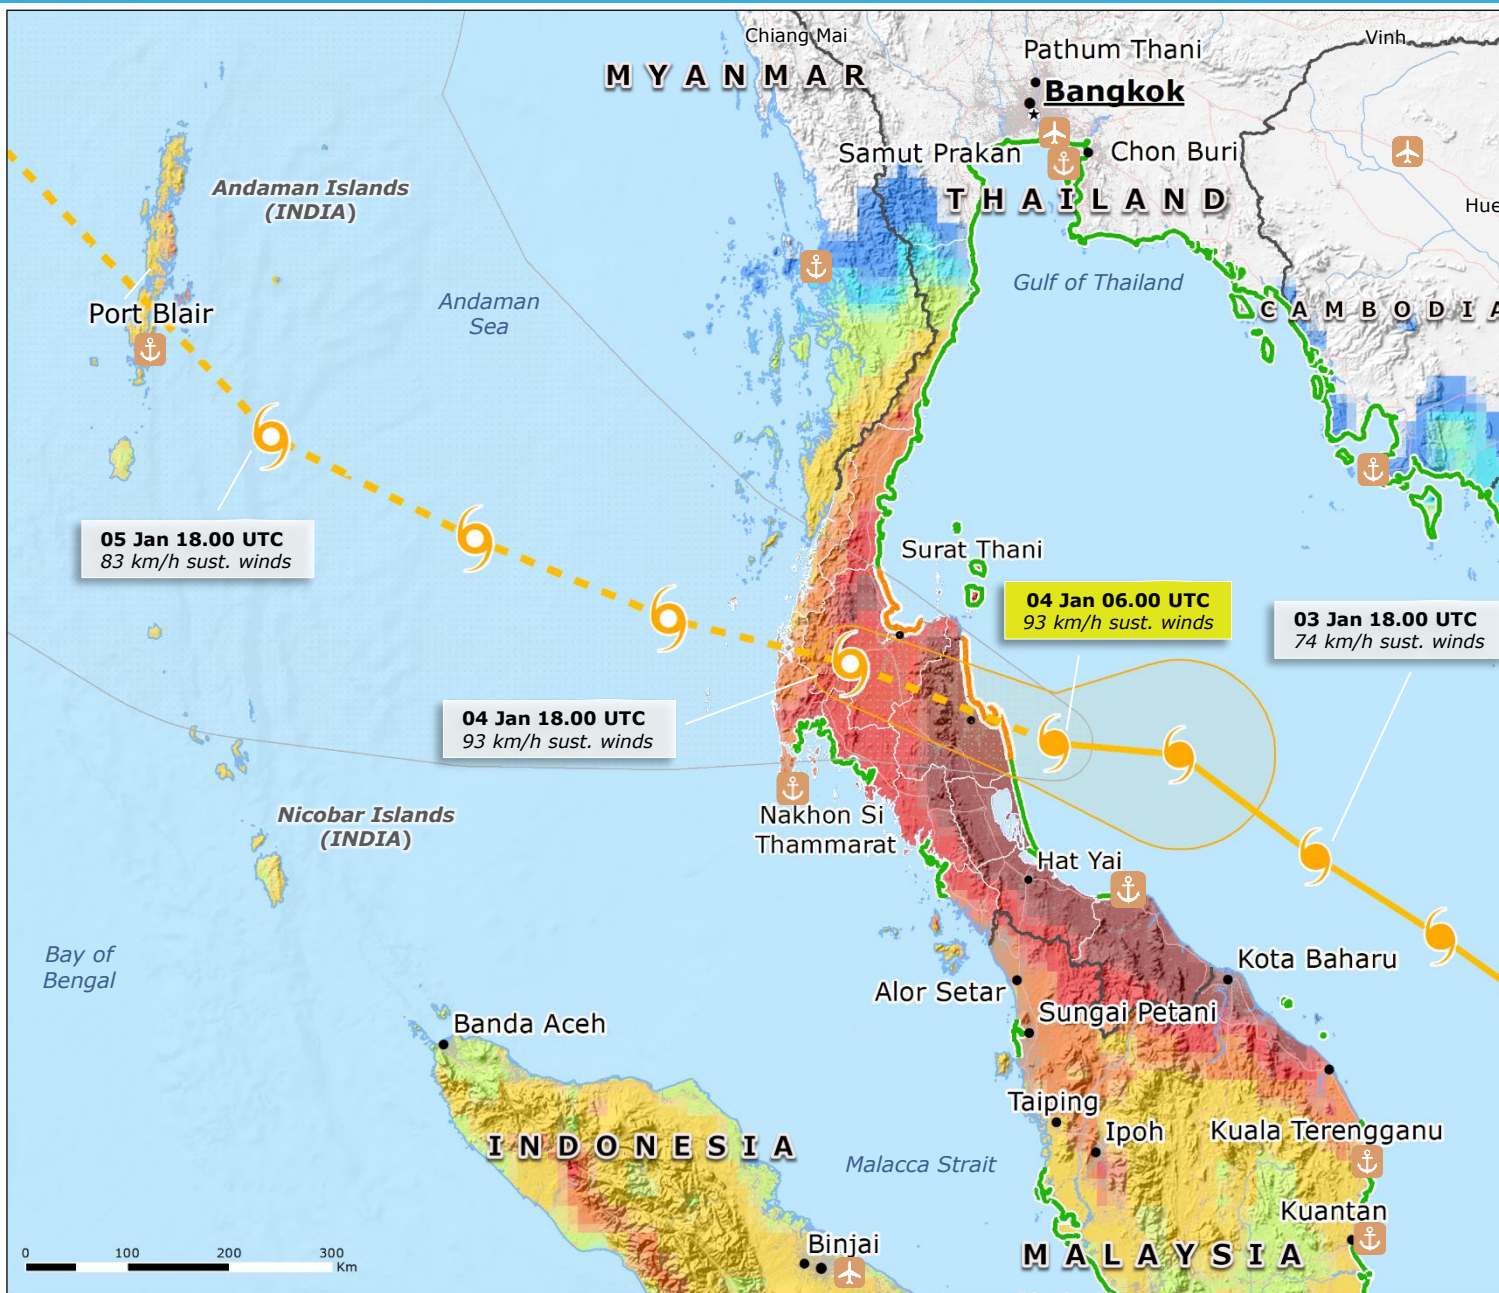 Chiang Mai
Vinh
Pathum Thani
MYANMAR
Bangkok
Samut Prakan
Chon Buri
THAILAND
Andaman Islands
(INDIA)
Hue
Gulf of Thailand
Port Blair
Andaman
Sea
CAMBODIA
05 Jan 18.00 UTC
83 km/h sust. winds
Surat Thani
04 Jan 06.00 UTC
93 km/h sust. winds
03 Jan 18.00 UTC
74 km/h sust. winds
04 Jan 18.00 UTC
93 km/h sust. winds
Nicobar Islands
(INDIA)
Nakhon Si
Thammarat
Hat Yai
Bay of
Bengal
Kota Baharu
Alor Setar
Banda Aceh
Sungai Petani
Taiping
Ipoh
Kuala Terengganu
INDONESIA
Malacca Strait
Kuantan
Binjai
MALAYSIA
0 100 200 300
Km